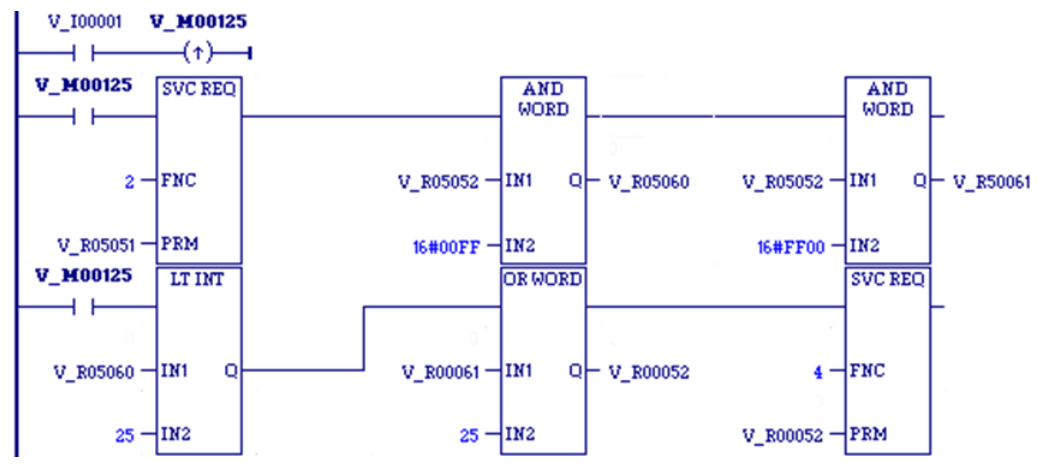 V_I00001 V_M00125
(↑)
V_M00125 SVC REQ AND WORD AND WORD
2 FNC V_R05052 IN1 Q V_R05060 V_R05052 IN1 Q V_R50061
V_R05051 PRM 16#00FF IN2 16#FF00 IN2
V_M00125 LT INT OR WORD SVC REQ
V_R05060 IN1 Q V_R00061 IN1 Q V_R00052 4 FNC
25 IN2 25 IN2 V_R00052 PRM